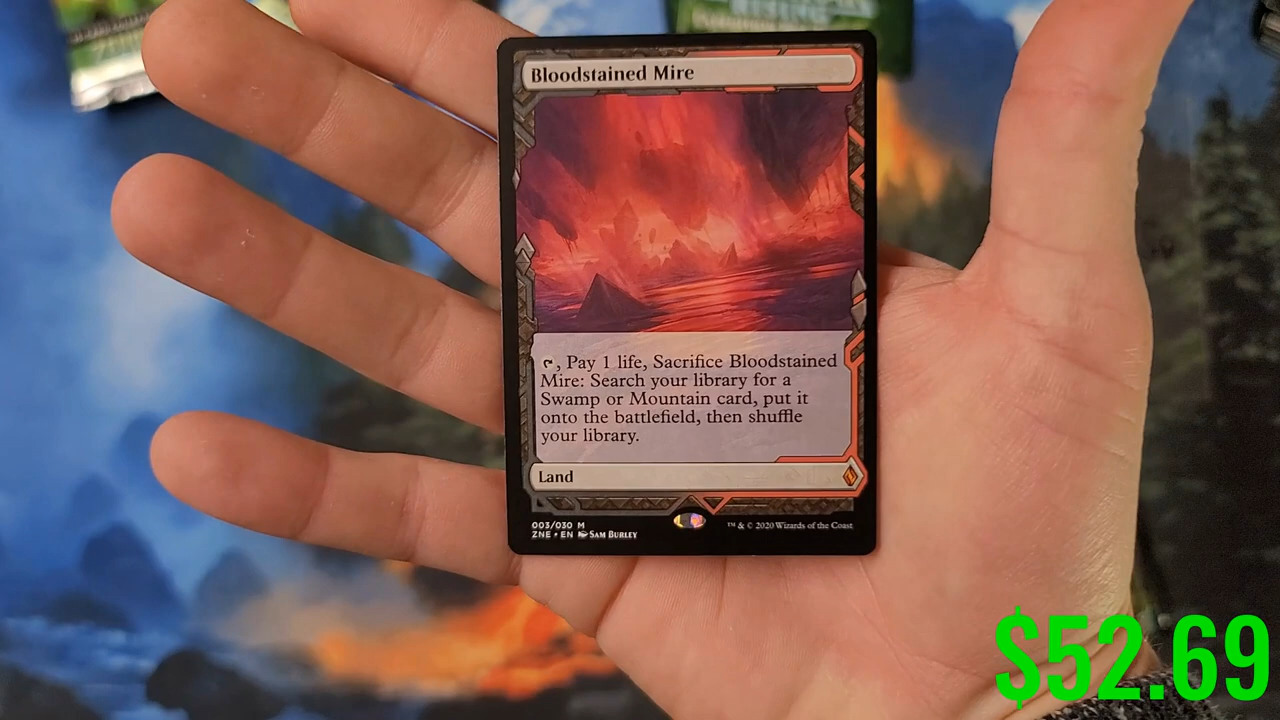 RISING
Bloodstained Mire
, Pay 1 life, Sacrifice Bloodstained
Mire: Search your library for a
Swamp or Mountain card, put it
onto the battlefield, then shuffle
your library.
Land
003/030 M
ZNE • EN SAM BURLEY
™ & © 2020 Wizards of the Coast
$52.69